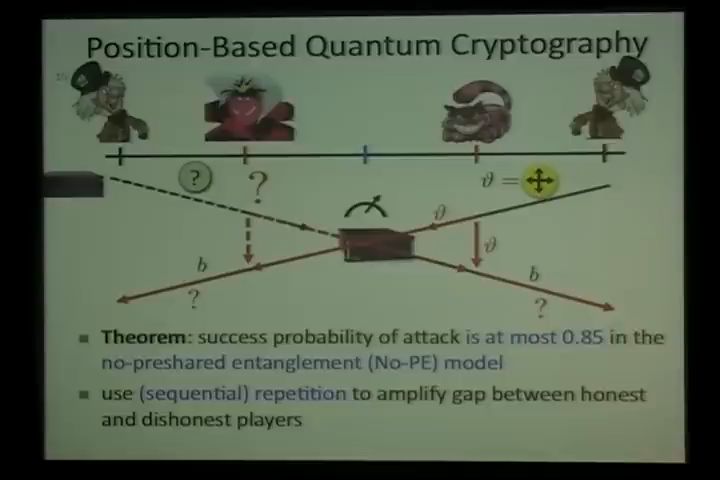 Position-Based Quantum Cryptography
?
?
ϑ =
ϑ
ϑ
b
b
?
?
Theorem: success probability of attack is at most 0.85 in the
no-preshared entanglement (No-PE) model
use (sequential) repetition to amplify gap between honest
and dishonest players